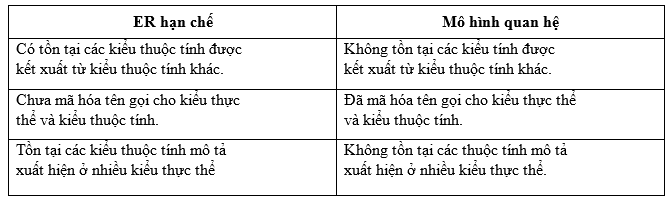 ER hạn chế
Mô hình quan hệ
Có tồn tại các kiểu thuộc tính được
kết xuất từ kiểu thuộc tính khác.
Không tồn tại các kiểu tính được
kết xuất từ kiểu thuộc tính khác.
Chưa mã hóa tên gọi cho kiểu thực
thể và kiểu thuộc tính.
Đã mã hóa tên gọi cho kiểu thực thể
và kiểu thuộc tính.
Tồn tại các kiểu thuộc tính mô tả
xuất hiện ở nhiều kiểu thực thể
Không tồn tại các thuộc tính mô tả
xuất hiện ở nhiều kiểu thực thể.